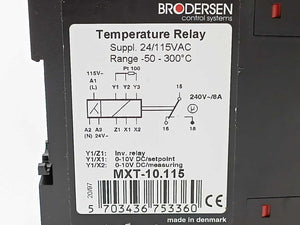 BRODERSEN
control systems
Temperature Relay
Suppl. 24/115VAC
Range -50 - 300°C
115V~ Pt 100
A1 Y1 Y2 Y3 15 240V~/8A
(L)
A2 A3 Z1 X1 X2 16 18
(N) 24V~
Y1/Z1: Inv. relay
Y1/X1: 0-10V DC/setpoint
Y1/X2: 0-10V DC/measuring
MXT-10.115
20/97
5 703436 753360
made in denmark